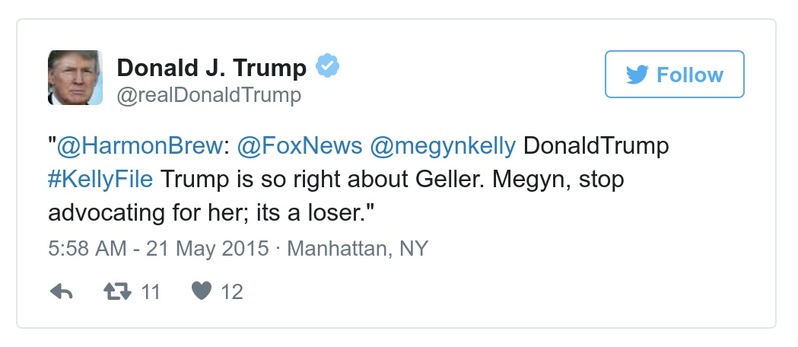 Donald J. Trump
@realDonaldTrump
Follow
"@HarmonBrew: @FoxNews @megynkelly DonaldTrump
#KellyFile Trump is so right about Geller. Megyn, stop
advocating for her; its a loser."
5:58 AM - 21 May 2015 · Manhattan, NY
11 12